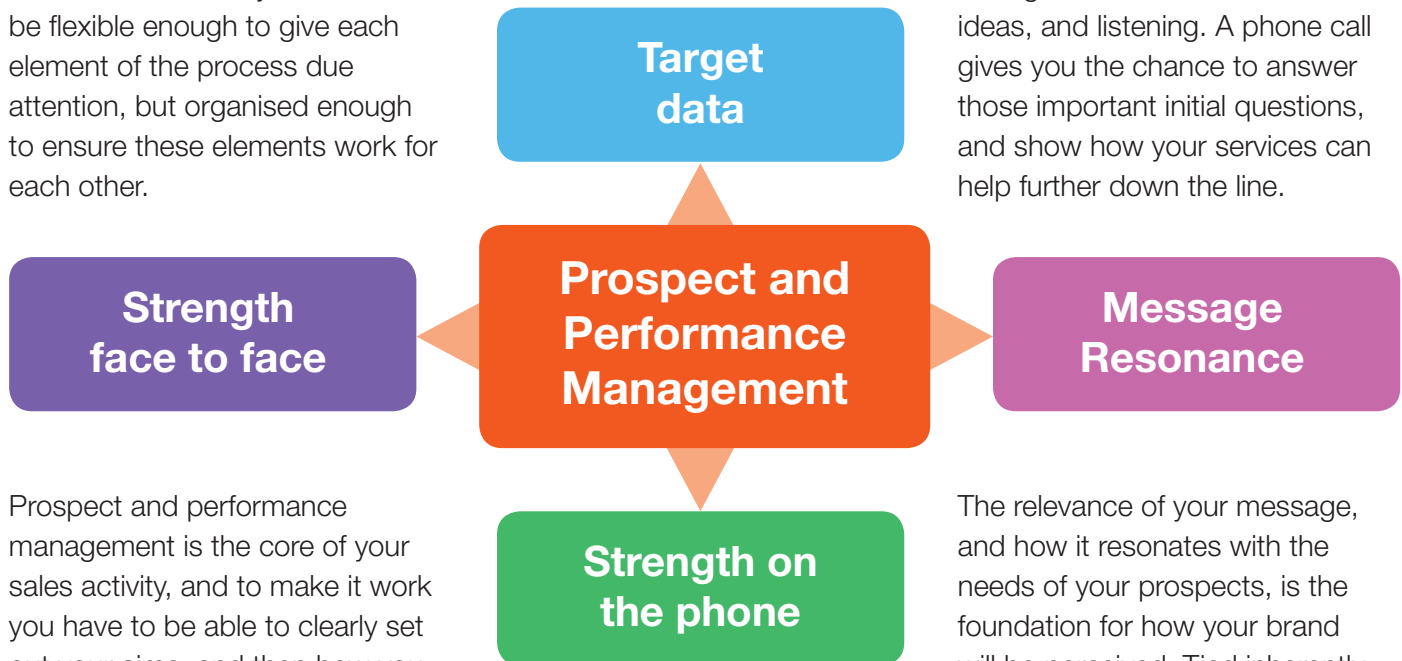 be flexible enough to give each
element of the process due
attention, but organised enough
to ensure these elements work for
each other.
Prospect and performance
management is the core of your
sales activity, and to make it work
you have to be able to clearly set
Target
data
Strength
face to face
Prospect and
Performance
Management
Message
Resonance
Strength on
the phone
ideas, and listening. A phone call
gives you the chance to answer
those important initial questions,
and show how your services can
help further down the line.
The relevance of your message,
and how it resonates with the
needs of your prospects, is the
foundation for how your brand